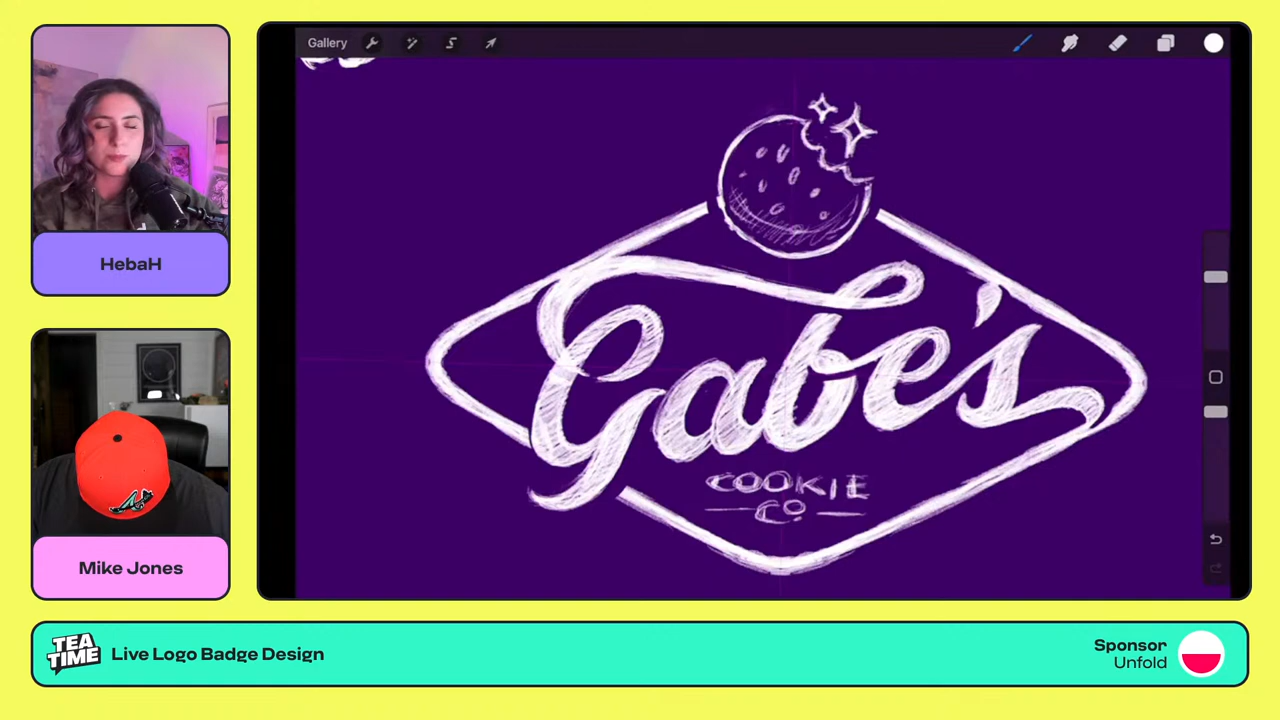 Gallery
HebaH
Mike Jones
Gabe's
COOKIE
Co
TEA
TIME
Live Logo Badge Design
Sponsor
Unfold